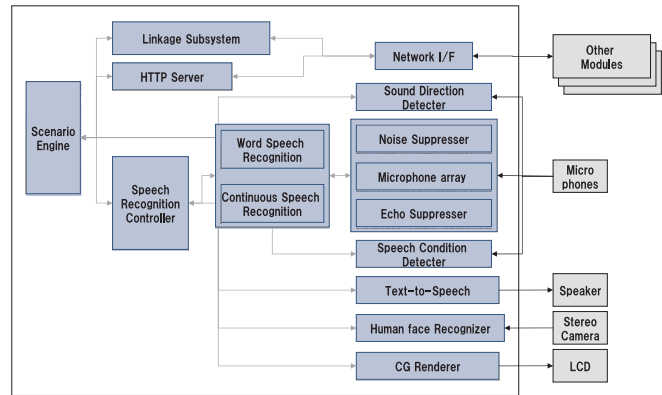 Linkage Subsystem
HTTP Server
Network I/F
Other
Modules
Sound Direction
Detecter
Scenario
Engine
Word Speech
Recognition
Continuous Speech
Recognition
Speech
Recognition
Controller
Noise Suppresser
Microphone array
Echo Suppresser
Micro
phones
Speech Condition
Detecter
Text-to-Speech
Speaker
Human face Recognizer
Stereo
Camera
CG Renderer
LCD